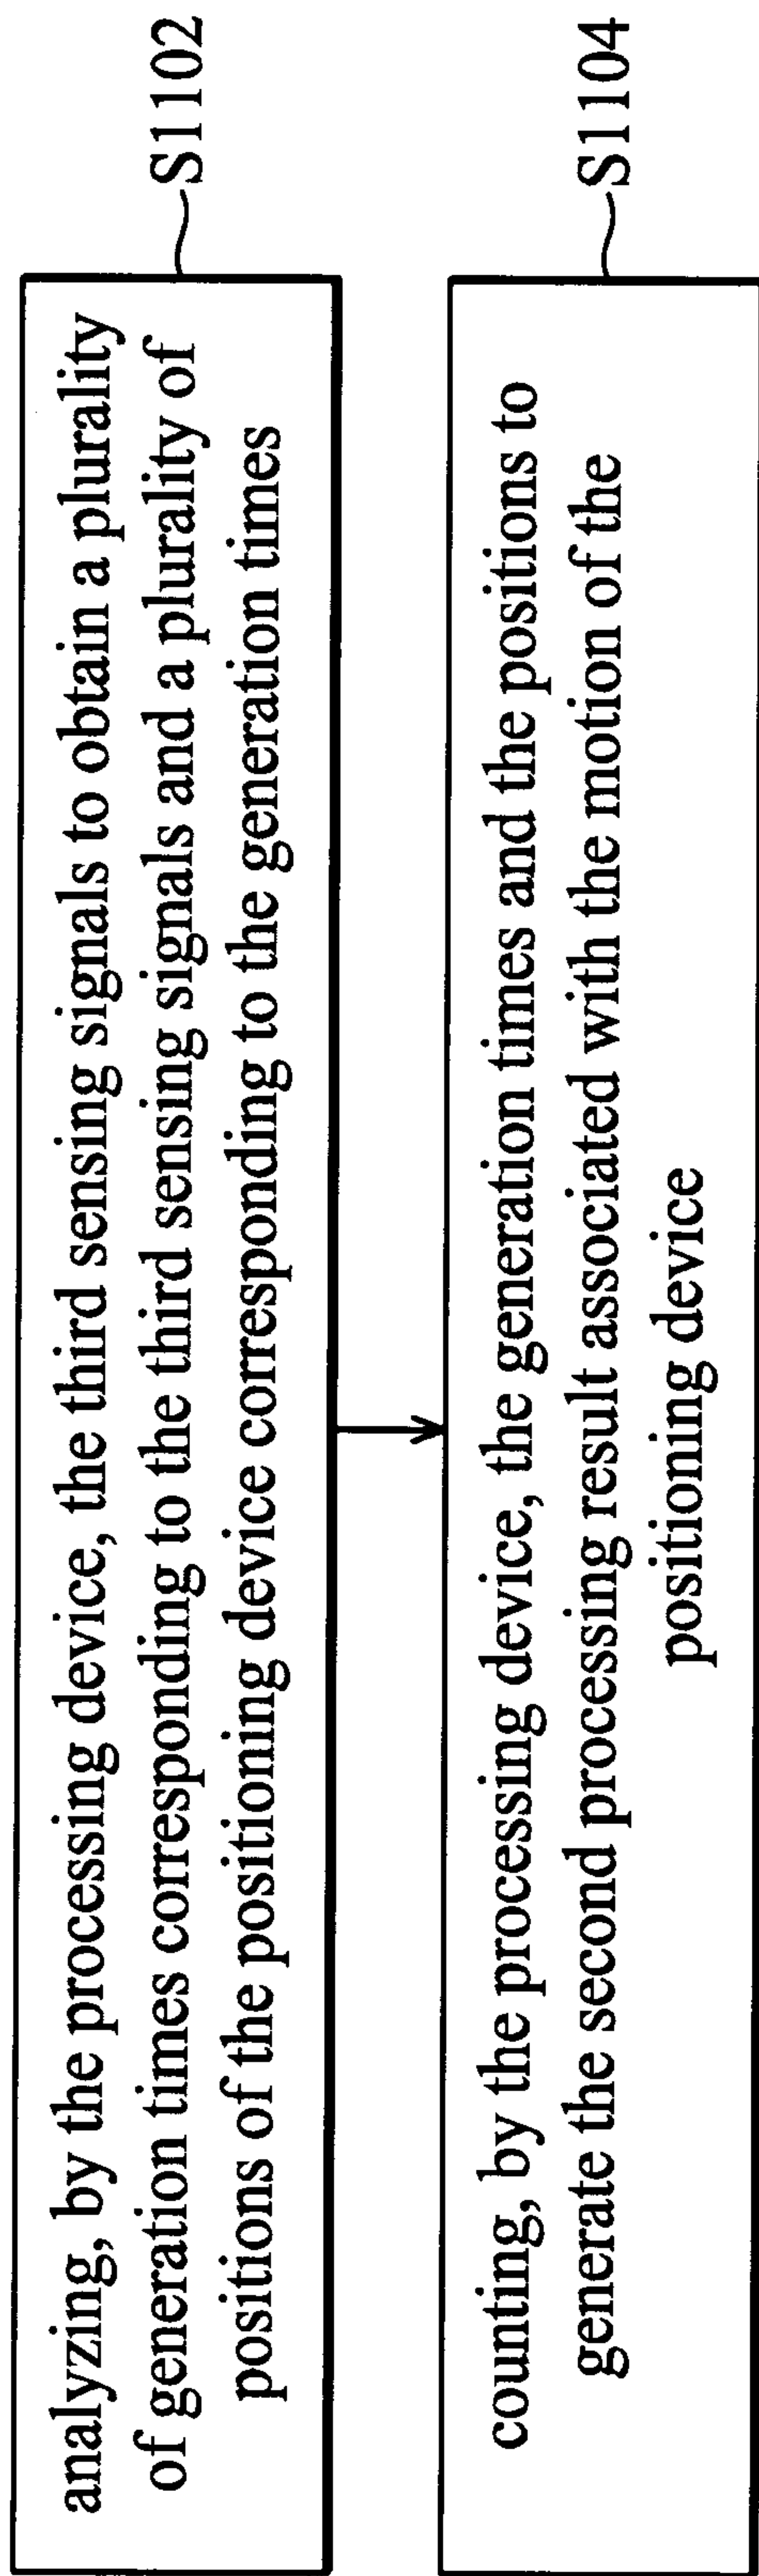 analyzing, by the processing device, the third sensing signals to obtain a plurality
of generation times corresponding to the third sensing signals and a plurality of
positions of the positioning device corresponding to the generation times
S1102
counting, by the processing device, the generation times and the positions to
generate the second processing result associated with the motion of the
positioning device
S1104